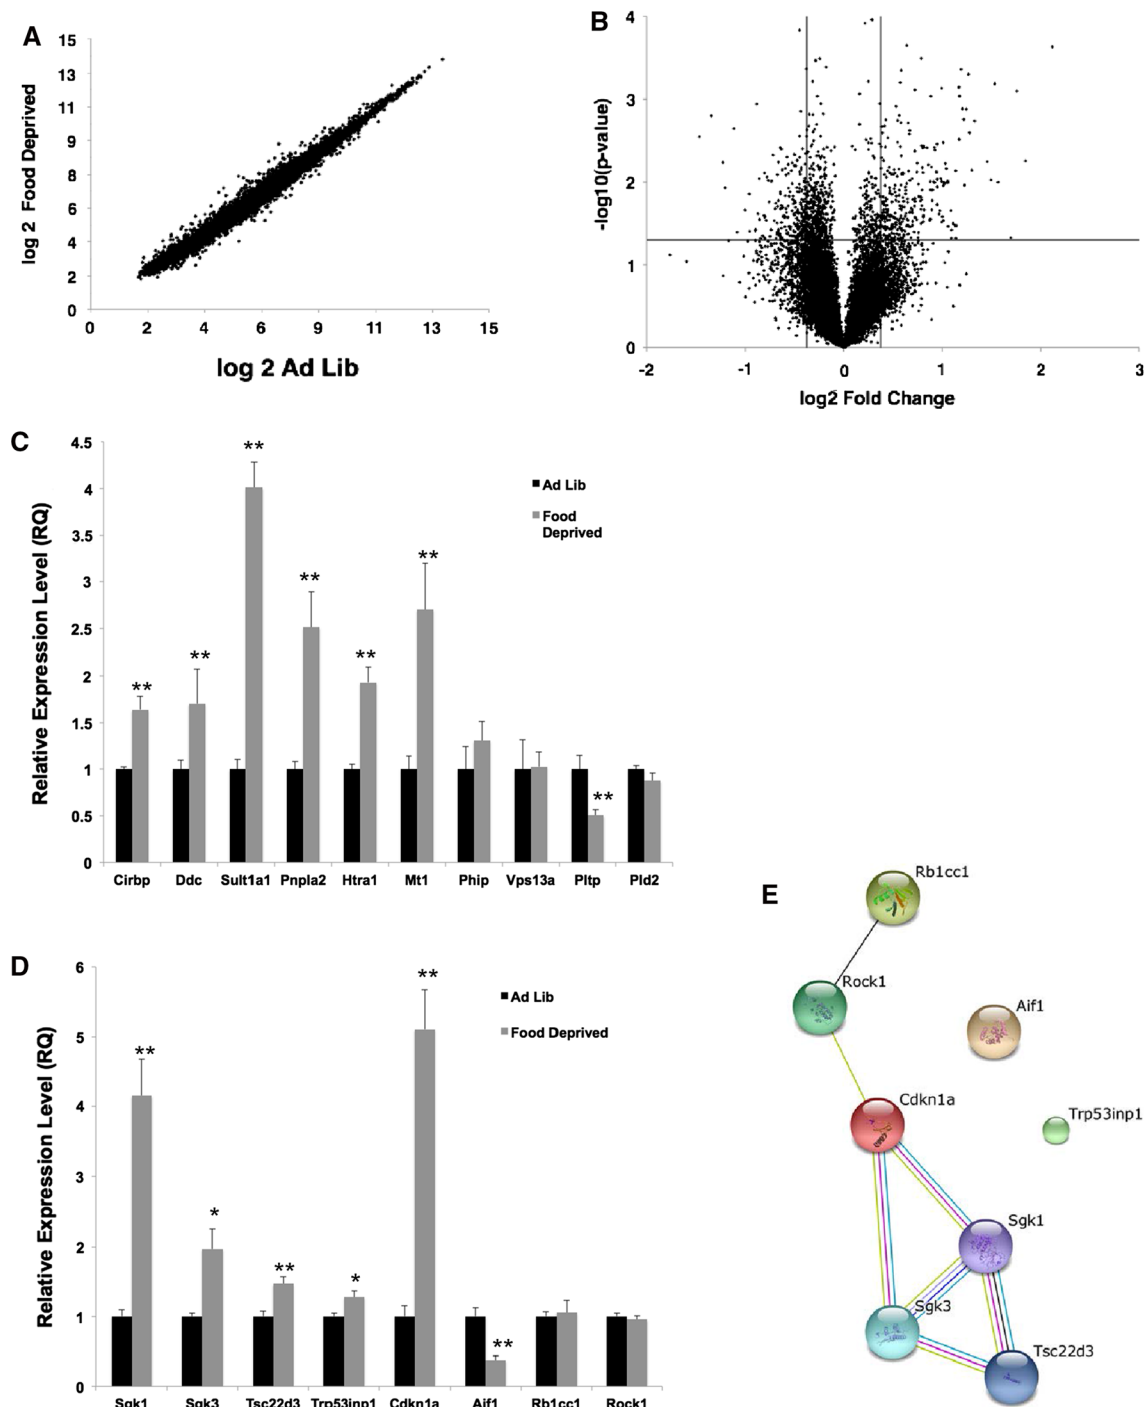 A
15
13
11
9
8
6
4
2
0
log 2 Food Deprived
0 2 4 6 9 11 13 15
log 2 Ad Lib
B
4
3
2
1
0
-log10(p-value)
-2 -1 0 1 2 3
log2 Fold Change
C
4.5
4
3.5
3
2.5
2
1.5
1
0.5
0
Relative Expression Level (RQ)
**
**
**
**
**
**
**
Ad Lib
Food
Deprived
Cirbp Ddc Sult1a1 Pnpla2 Htra1 Mt1 Phip Vps13a Pltp Pld2
D
6
5
4
3
2
1
0
Relative Expression Level (RQ)
**
*
**
*
**
**
Ad Lib
Food Deprived
Sgk1 Sgk3 Tsc22d3 Trp53inp1 Cdkn1a Aif1 Rb1cc1 Rock1
E
Rb1cc1
Rock1
Aif1
Cdkn1a
Trp53inp1
Sgk1
Sgk3
Tsc22d3